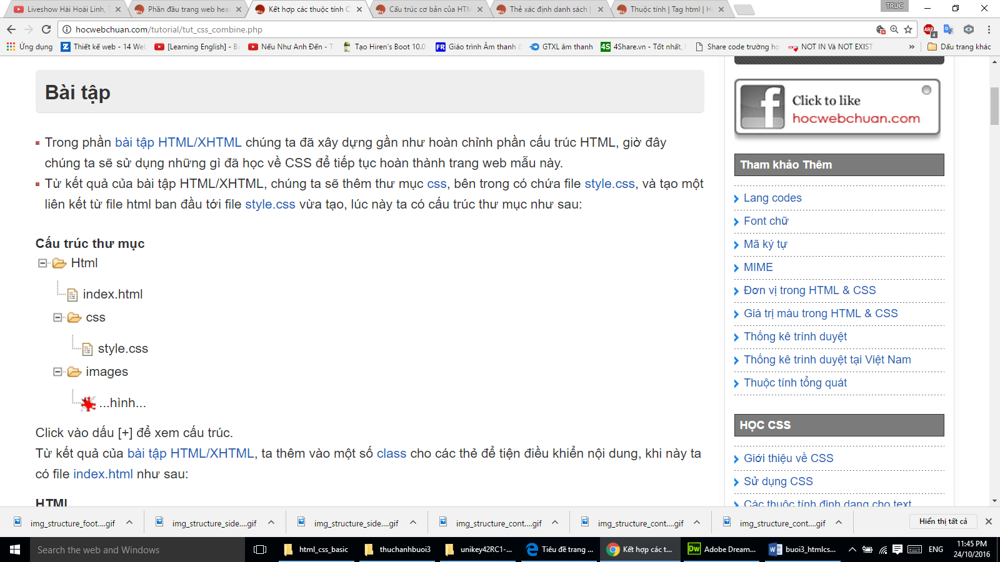 Liveshow Hài Hoài Linh, T
Phần đầu trang web hea
Kết hợp các thuộc tính C
Cấu trúc cơ bản của HTM
Thẻ xác định danh sách |
Thuộc tính | Tag html | H
TRUC
hocwebchuan.com/tutorial/tut_css_combine.php
ABP
4
Ứng dụng
Z Thiết kế web - 14 Web
[Learning English] - B
Nếu Như Anh Đến - T
Tạo Hiren's Boot 10.0
FR Giáo trình Âm thanh &
GTXL âm thanh
4S 4Share.vn - Tốt nhất,
Share code trường họ
NOT IN Và NOT EXIST
»
Dấu trang khác
Bài tập
Trong phần bài tập HTML/XHTML chúng ta đã xây dựng gần như hoàn chỉnh phần cấu trúc HTML, giờ đây
chúng ta sẽ sử dụng những gì đã học về CSS để tiếp tục hoàn thành trang web mẫu này.
Từ kết quả của bài tập HTML/XHTML, chúng ta sẽ thêm thư mục css, bên trong có chứa file style.css, và tạo một
liên kết từ file html ban đầu tới file style.css vừa tạo, lúc này ta có cấu trúc thư mục như sau:
Cấu trúc thư mục
Html
index.html
css
style.css
images
...hình...
Click vào dấu [+] để xem cấu trúc.
Từ kết quả của bài tập HTML/XHTML, ta thêm vào một số class cho các thẻ để tiện điều khiển nội dung, khi này ta
có file index.html như sau:
HTML
f
Click to like
hocwebchuan.com
Tham khảo Thêm
Lang codes
Font chữ
Mã ký tự
MIME
Đơn vị trong HTML & CSS
Giá trị màu trong HTML & CSS
Thống kê trình duyệt
Thống kê trình duyệt tại Việt Nam
Thuộc tính tổng quát
HỌC CSS
Giới thiệu về CSS
Sử dụng CSS
Các thuộc tính định dạng cho text
img_structure_foot....gif
img_structure_side....gif
img_structure_side....gif
img_structure_cont....gif
img_structure_cont....gif
img_structure_cont....gif
Hiển thị tất cả
Search the web and Windows
html_css_basic
thuchanhbuoi3
unikey42RC1-...
Tiêu đề trang ...
Kết hợp các t...
Dw Adobe Dream...
W buoi3_htmlcs...
ENG
11:45 PM
24/10/2016